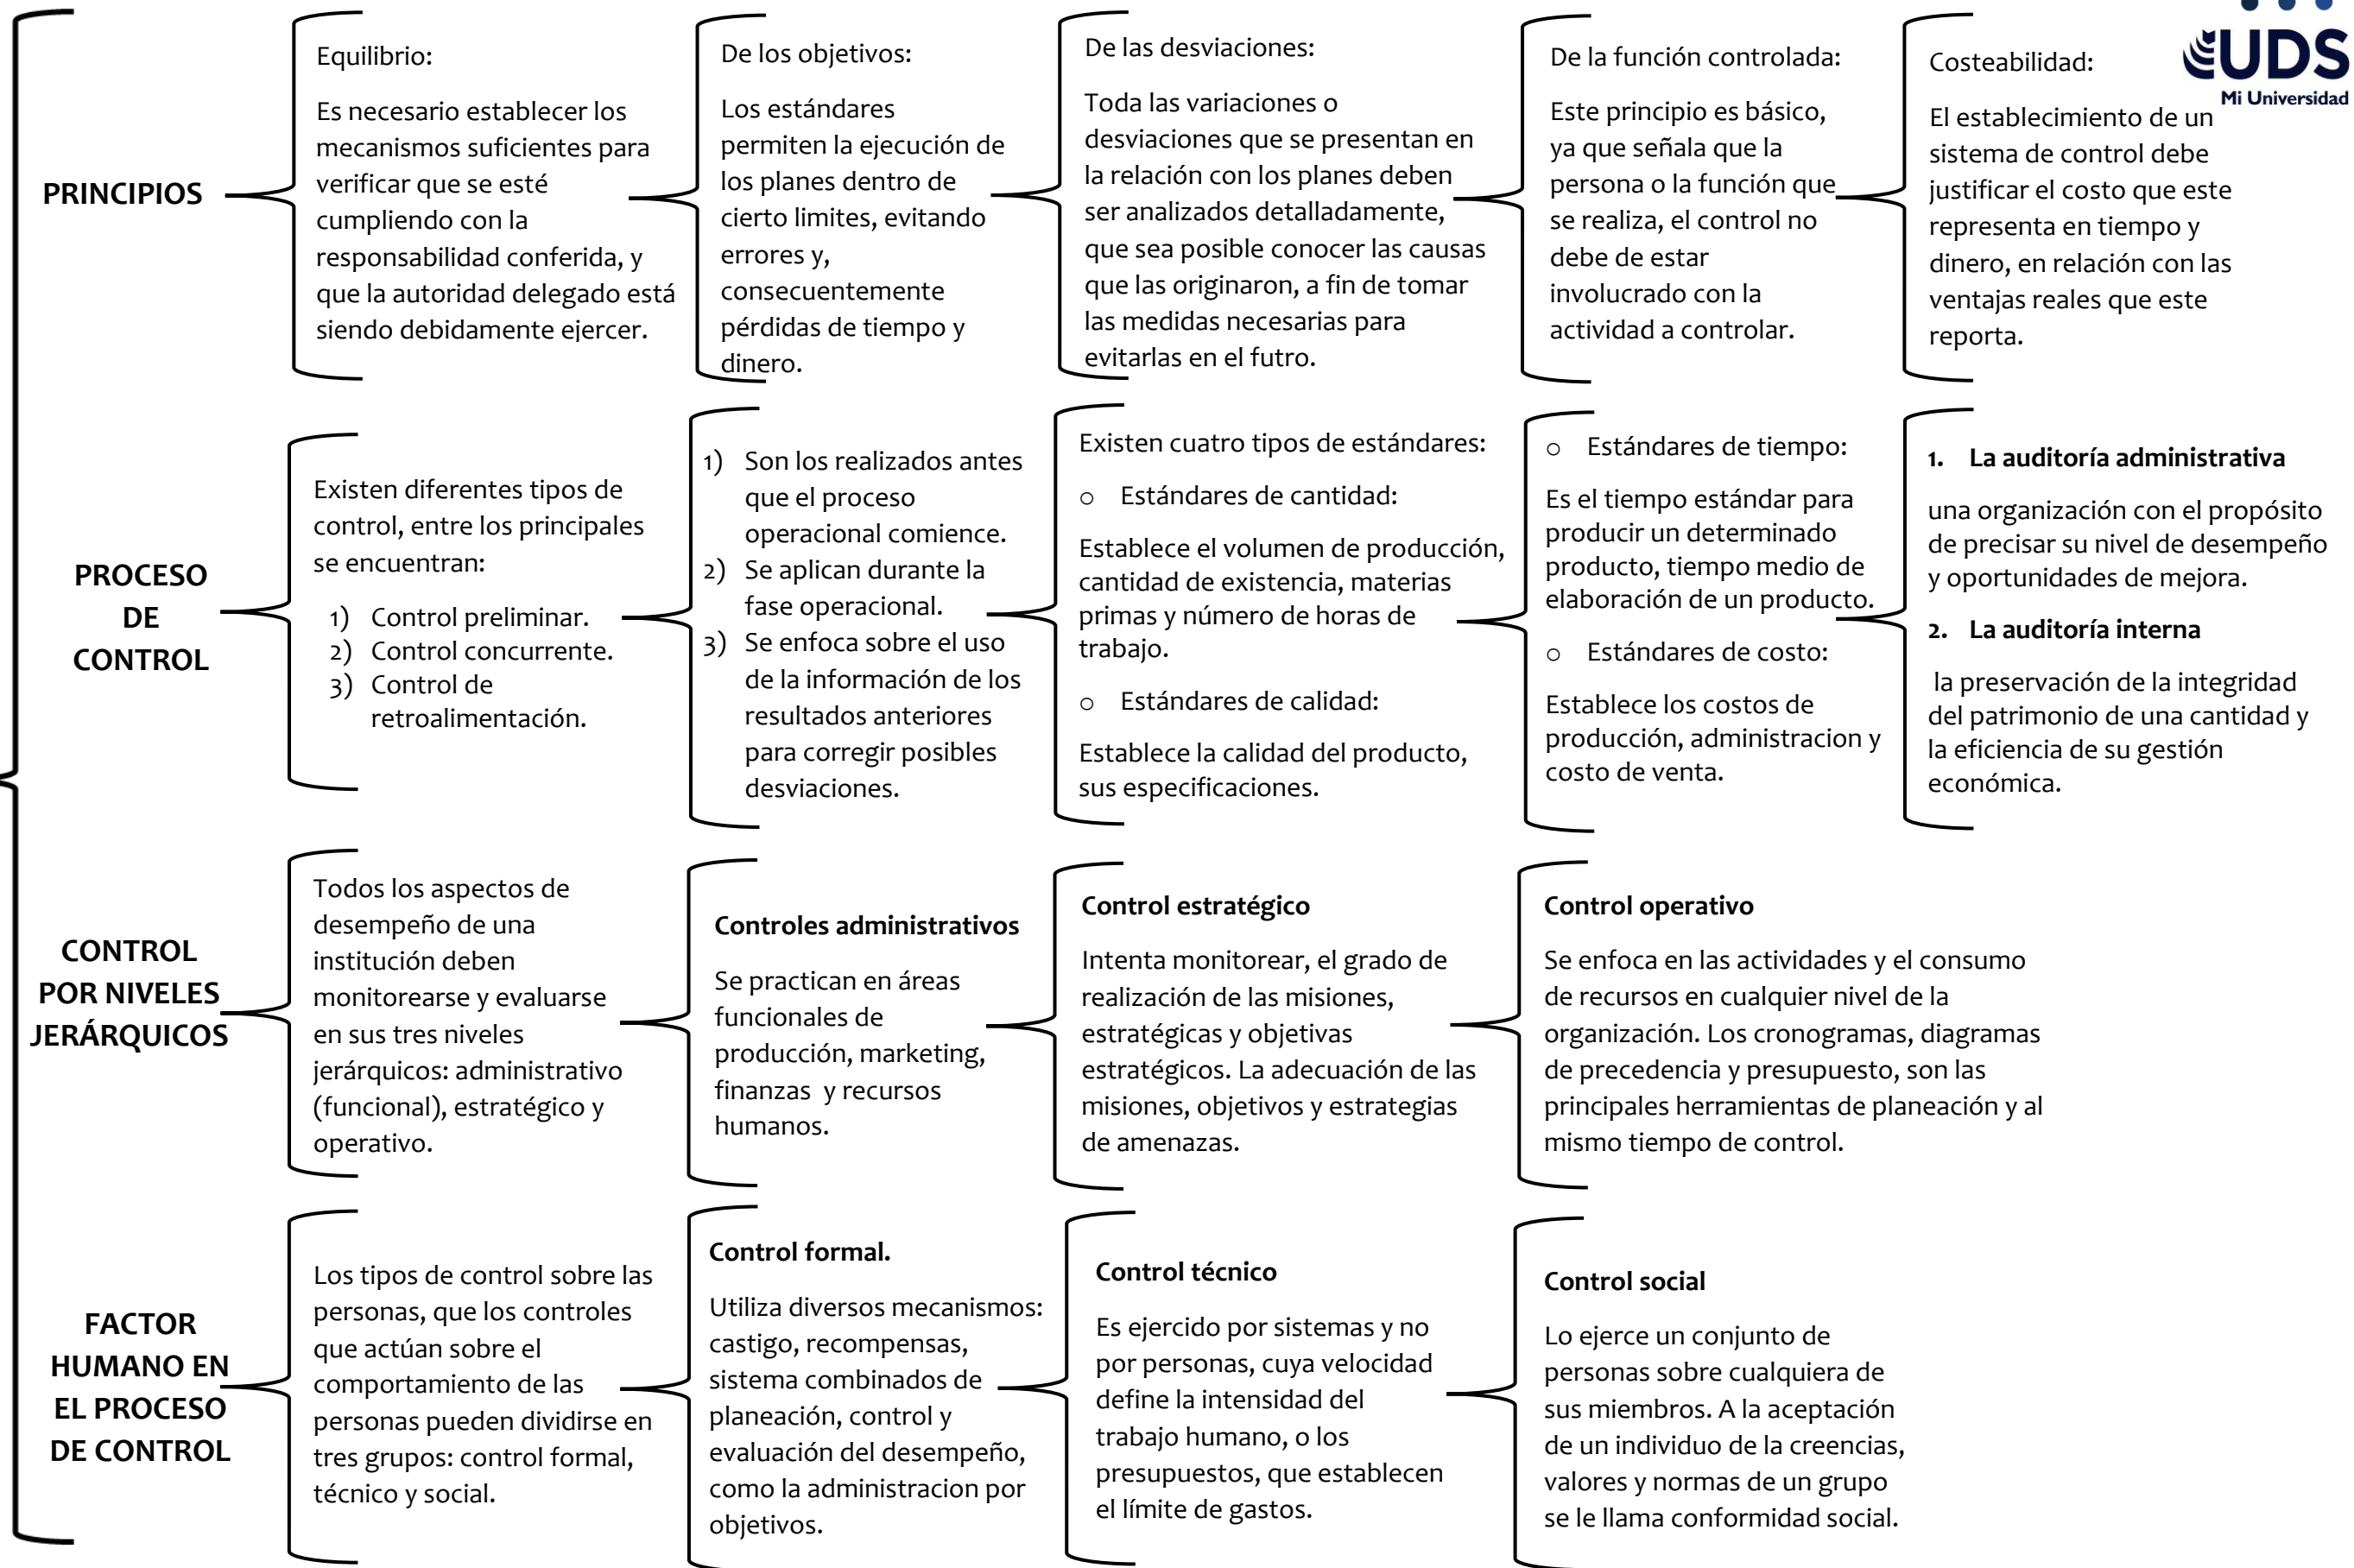 UDS
Mi Universidad
PRINCIPIOS
Equilibrio:
Es necesario establecer los
mecanismos suficientes para
verificar que se esté
cumpliendo con la
responsabilidad conferida, y
que la autoridad delegado está
siendo debidamente ejercer.
De los objetivos:
Los estándares
permiten la ejecución de
los planes dentro de
cierto limites, evitando
errores y,
consecuentemente
pérdidas de tiempo y
dinero.
De las desviaciones:
Toda las variaciones o
desviaciones que se presentan en
la relación con los planes deben
ser analizados detalladamente,
que sea posible conocer las causas
que las originaron, a fin de tomar
las medidas necesarias para
evitarlas en el futro.
De la función controlada:
Este principio es básico,
ya que señala que la
persona o la función que
se realiza, el control no
debe de estar
involucrado con la
actividad a controlar.
Costeabilidad:
El establecimiento de un
sistema de control debe
justificar el costo que este
representa en tiempo y
dinero, en relación con las
ventajas reales que este
reporta.
PROCESO
DE
CONTROL
Existen diferentes tipos de
control, entre los principales
se encuentran:
1) Control preliminar.
2) Control concurrente.
3) Control de
retroalimentación.
1) Son los realizados antes
que el proceso
operacional comience.
2) Se aplican durante la
fase operacional.
3) Se enfoca sobre el uso
de la información de los
resultados anteriores
para corregir posibles
desviaciones.
Existen cuatro tipos de estándares:
o Estándares de cantidad:
Establece el volumen de producción,
cantidad de existencia, materias
primas y número de horas de
trabajo.
o Estándares de calidad:
Establece la calidad del producto,
sus especificaciones.
o Estándares de tiempo:
Es el tiempo estándar para
producir un determinado
producto, tiempo medio de
elaboración de un producto.
o Estándares de costo:
Establece los costos de
producción, administracion y
costo de venta.
1. La auditoría administrativa
una organización con el propósito
de precisar su nivel de desempeño
y oportunidades de mejora.
2. La auditoría interna
la preservación de la integridad
del patrimonio de una cantidad y
la eficiencia de su gestión
económica.
CONTROL
POR NIVELES
JERÁRQUICOS
Todos los aspectos de
desempeño de una
institución deben
monitorearse y evaluarse
en sus tres niveles
jerárquicos: administrativo
(funcional), estratégico y
operativo.
Controles administrativos
Se practican en áreas
funcionales de
producción, marketing,
finanzas y recursos
humanos.
Control estratégico
Intenta monitorear, el grado de
realización de las misiones,
estratégicas y objetivas
estratégicos. La adecuación de las
misiones, objetivos y estrategias
de amenazas.
Control operativo
Se enfoca en las actividades y el consumo
de recursos en cualquier nivel de la
organización. Los cronogramas, diagramas
de precedencia y presupuesto, son las
principales herramientas de planeación y al
mismo tiempo de control.
FACTOR
HUMANO EN
EL PROCESO
DE CONTROL
Los tipos de control sobre las
personas, que los controles
que actúan sobre el
comportamiento de las
personas pueden dividirse en
tres grupos: control formal,
técnico y social.
Control formal.
Utiliza diversos mecanismos:
castigo, recompensas,
sistema combinados de
planeación, control y
evaluación del desempeño,
como la administracion por
objetivos.
Control técnico
Es ejercido por sistemas y no
por personas, cuya velocidad
define la intensidad del
trabajo humano, o los
presupuestos, que establecen
el límite de gastos.
Control social
Lo ejerce un conjunto de
personas sobre cualquiera de
sus miembros. A la aceptación
de un individuo de la creencias,
valores y normas de un grupo
se le llama conformidad social.